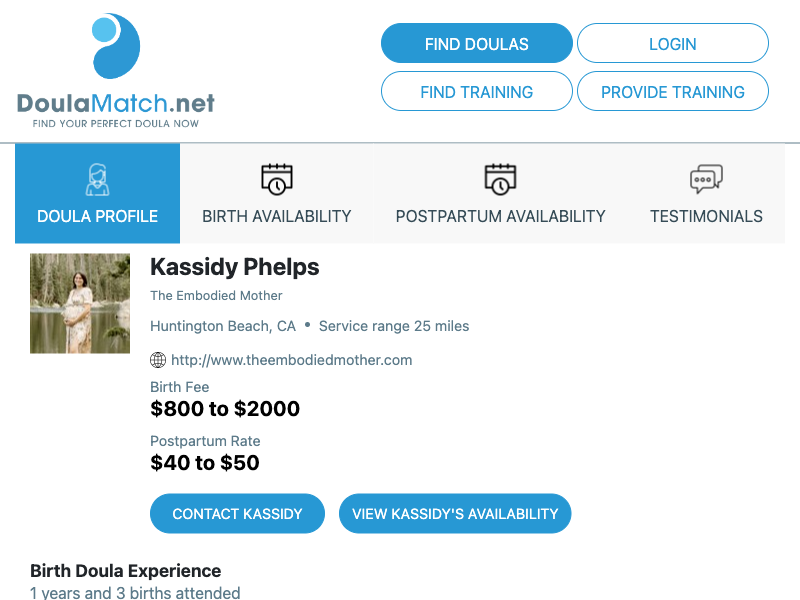 DoulaMatch.net
FIND YOUR PERFECT DOULA NOW
FIND DOULAS
LOGIN
FIND TRAINING
PROVIDE TRAINING
DOULA PROFILE
BIRTH AVAILABILITY
POSTPARTUM AVAILABILITY
TESTIMONIALS
Kassidy Phelps
The Embodied Mother
Huntington Beach, CA • Service range 25 miles
http://www.theembodiedmother.com
Birth Fee
$800 to $2000
Postpartum Rate
$40 to $50
CONTACT KASSIDY
VIEW KASSIDY'S AVAILABILITY
Birth Doula Experience
1 years and 3 births attended